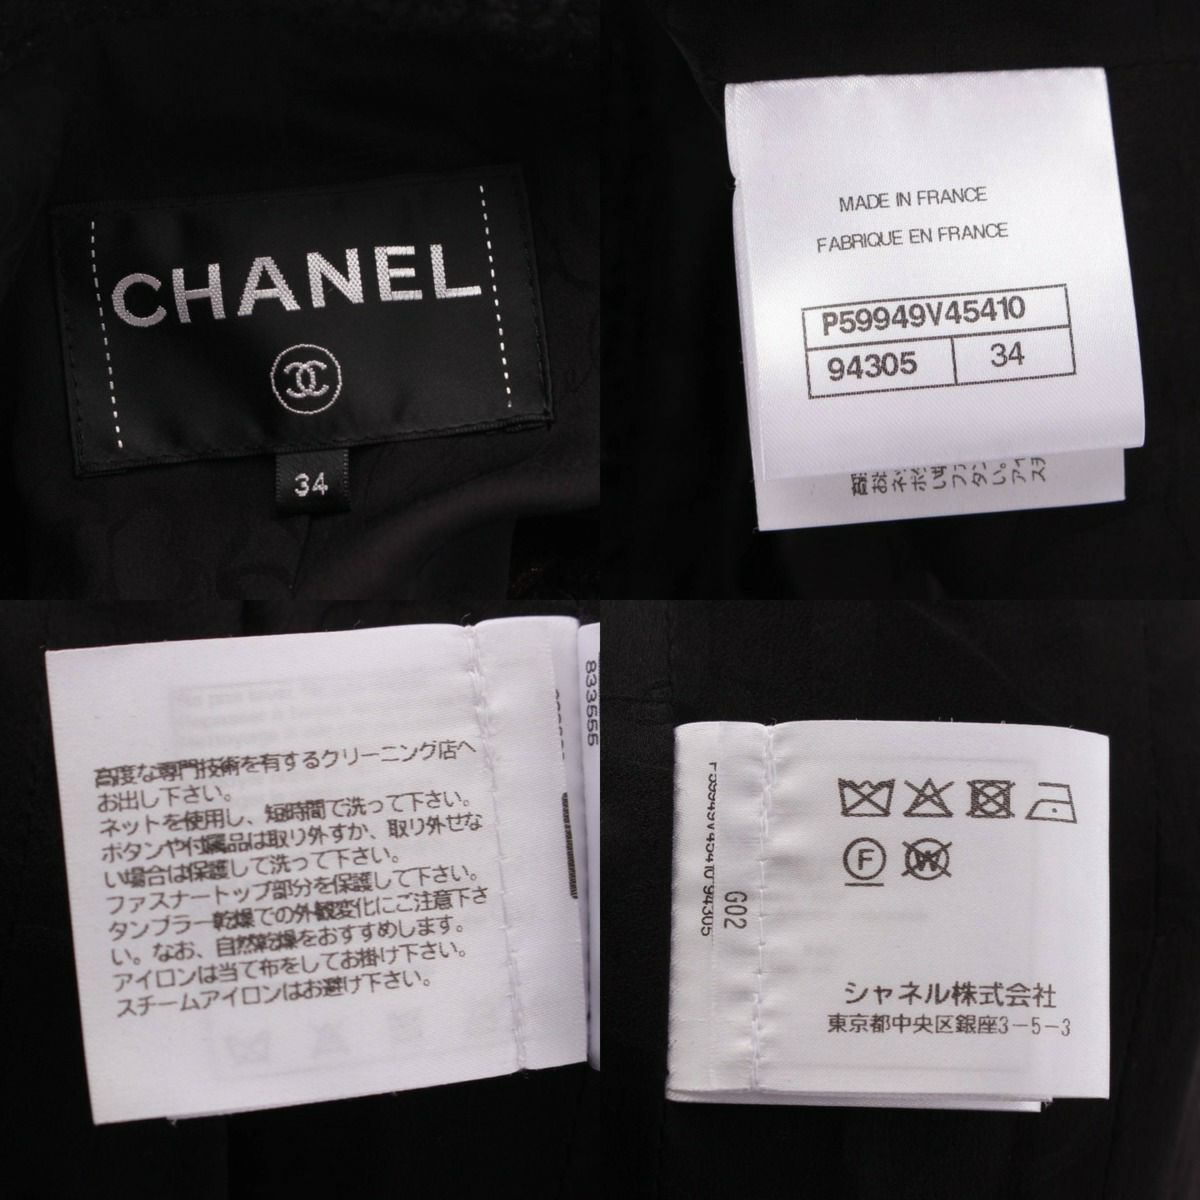 CHANEL
34
MADE IN FRANCE
FABRIQUE EN FRANCE
P59949V45410
94305 34
高度な専門技術を有するクリーニング店へ
お出し下さい。
ネットを使用し、短時間で洗って下さい。
ボタンや付属品は取り外すか、取り外せな
い場合は保護して洗って下さい。
ファスナートップ部分を保護して下さい。
タンブラー乾燥での外観変化にご注意下さ
い。なお、自然乾燥をおすすめします。
アイロンは当て布をしてお掛け下さい。
スチームアイロンはお避け下さい。
833555
P59949V45410 94305
G02
F
W
シャネル株式会社
東京都中央区銀座3-5-3